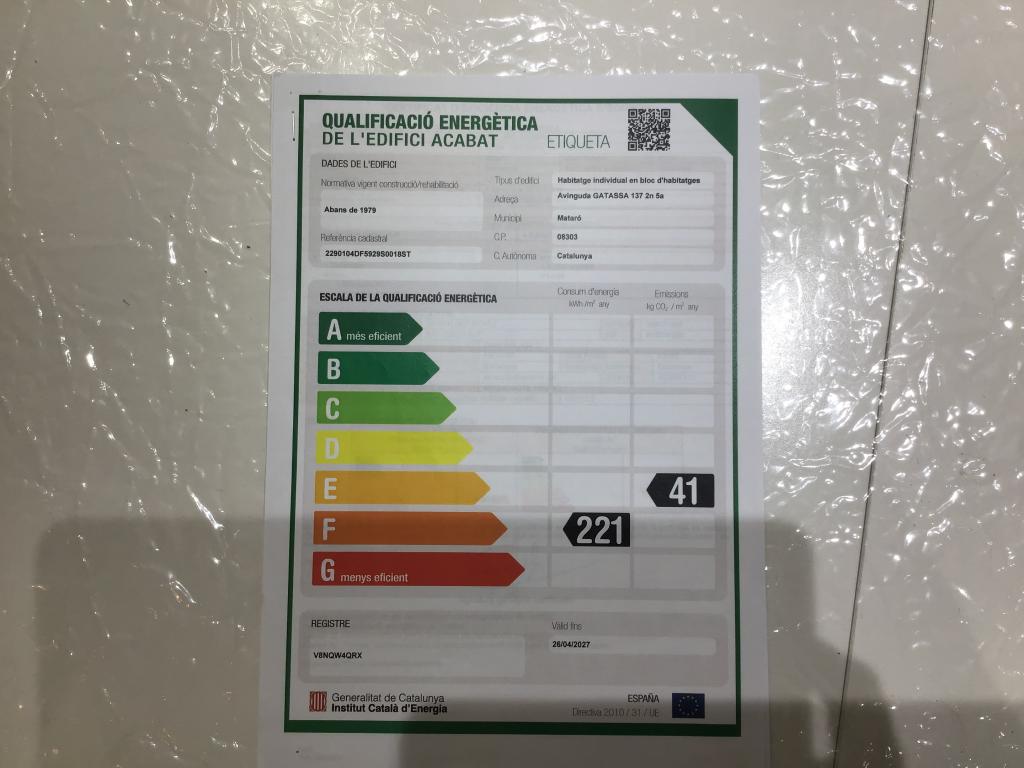 QUALIFICACIÓ ENERGÈTICA
DE L'EDIFICI ACABAT
ETIQUETA
DADES DE L'EDIFICI
Normativa vigent construcció/rehabilitació
Abans de 1979
Referència cadastral
2290104DF5929S0018ST
Tipus d'edifici Habitatge individual en bloc d'habitatges
Adreça Avinguda GATASSA 137 2n 5a
Municipi Mataró
C.P. 08303
C. Autònoma Catalunya
ESCALA DE LA QUALIFICACIÓ ENERGÈTICA
Consum d'energia
kWh /m² any
Emissions
kg CO₂ / m² any
A més eficient
B
C
D
E 41
F 221
G menys eficient
REGISTRE
V8NQW4QRX
Vàlid fins
26/04/2027
Generalitat de Catalunya
Institut Català d'Energia
ESPAÑA
Directiva 2010 / 31 / UE